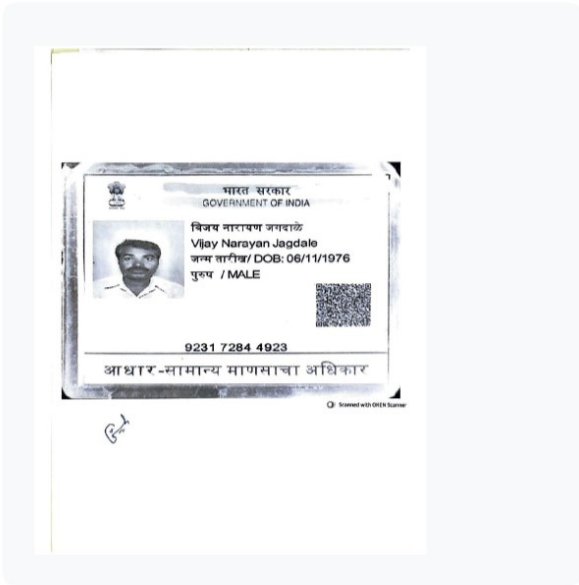 भारत सरकार
GOVERNMENT OF INDIA
विजय नारायण जगदाळे
Vijay Narayan Jagdale
जन्म तारीख/ DOB: 06/11/1976
पुरुष / MALE
9231 7284 4923
आधार-सामान्य माणसाचा अधिकार
Scanned with OKEN Scanner